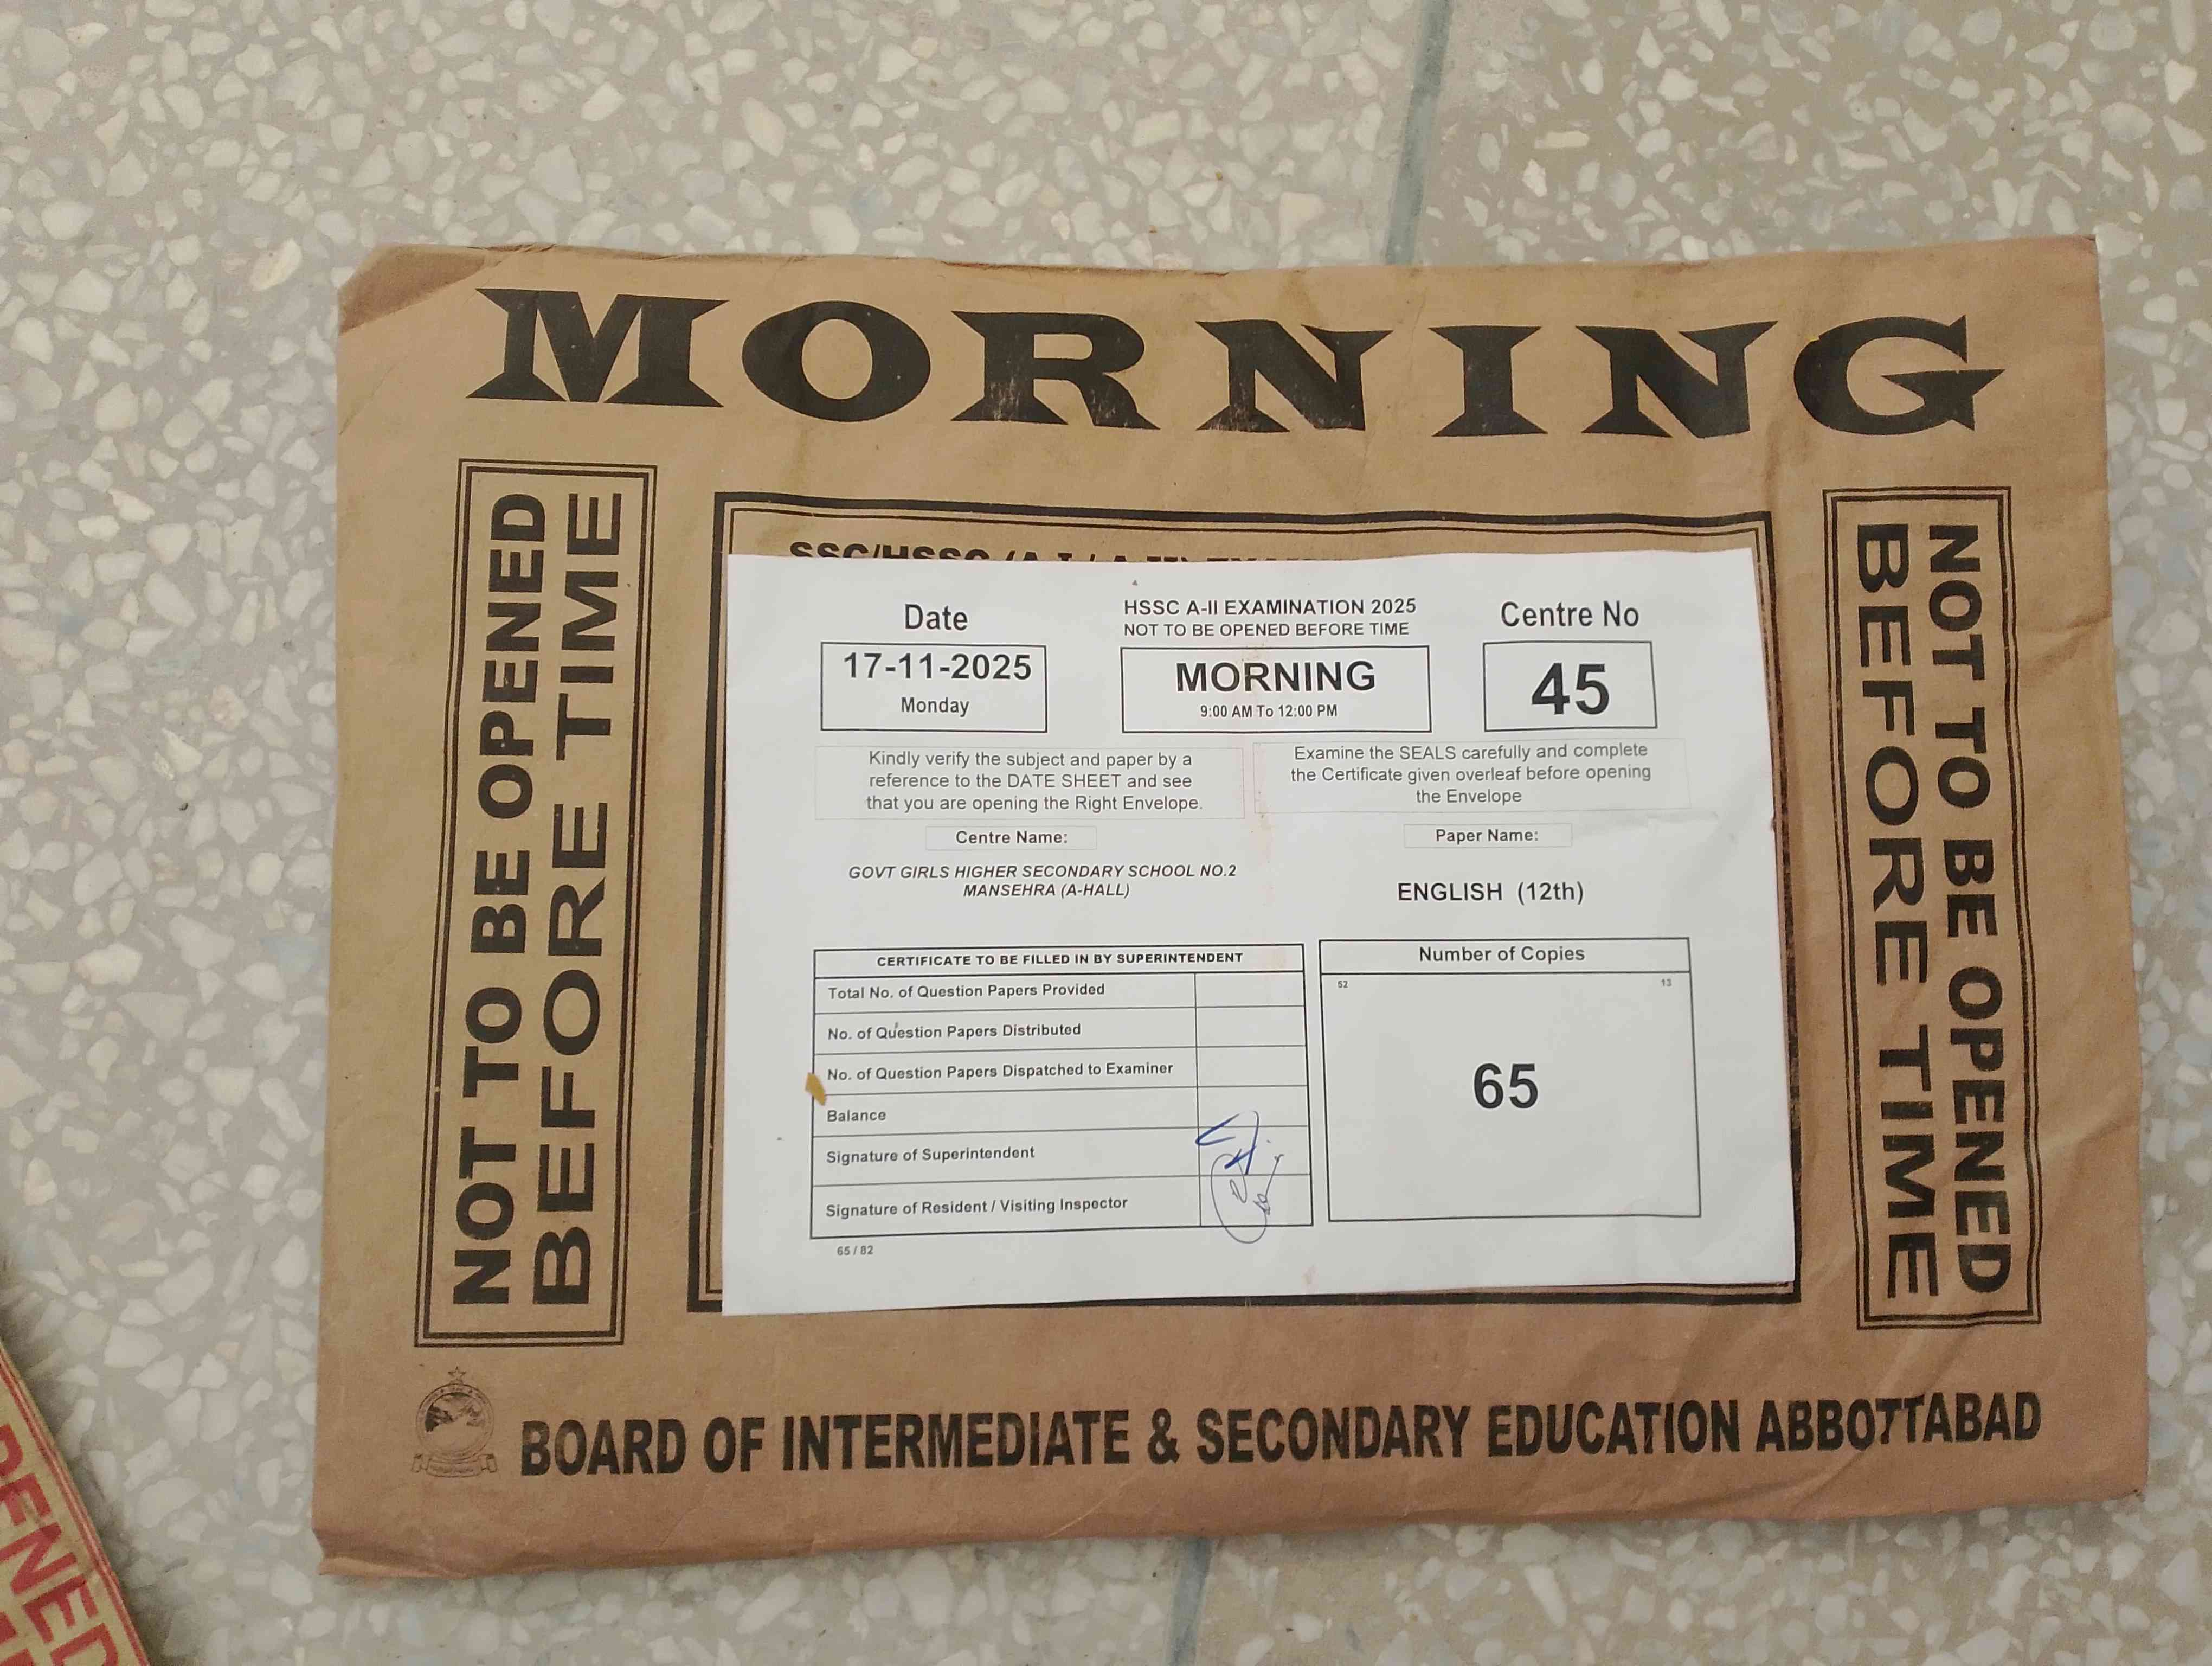 MORNING
NOT TO BE OPENED
BEFORE TIME
Date
17-11-2025
Monday
HSSC A-II EXAMINATION 2025
NOT TO BE OPENED BEFORE TIME
MORNING
9:00 AM To 12:00 PM
Centre No
45
Kindly verify the subject and paper by a
reference to the DATE SHEET and see
that you are opening the Right Envelope.
Examine the SEALS carefully and complete
the Certificate given overleaf before opening
the Envelope
Centre Name:
GOVT GIRLS HIGHER SECONDARY SCHOOL NO.2
MANSEHRA (A-HALL)
Paper Name:
ENGLISH (12th)
CERTIFICATE TO BE FILLED IN BY SUPERINTENDENT
Total No. of Question Papers Provided
No. of Question Papers Distributed
No. of Question Papers Dispatched to Examiner
Balance
Signature of Superintendent
Signature of Resident / Visiting Inspector
65 / 82
Number of Copies
52 13
65
NOT TO BE OPENED
BEFORE TIME
BOARD OF INTERMEDIATE & SECONDARY EDUCATION ABBOTTABAD